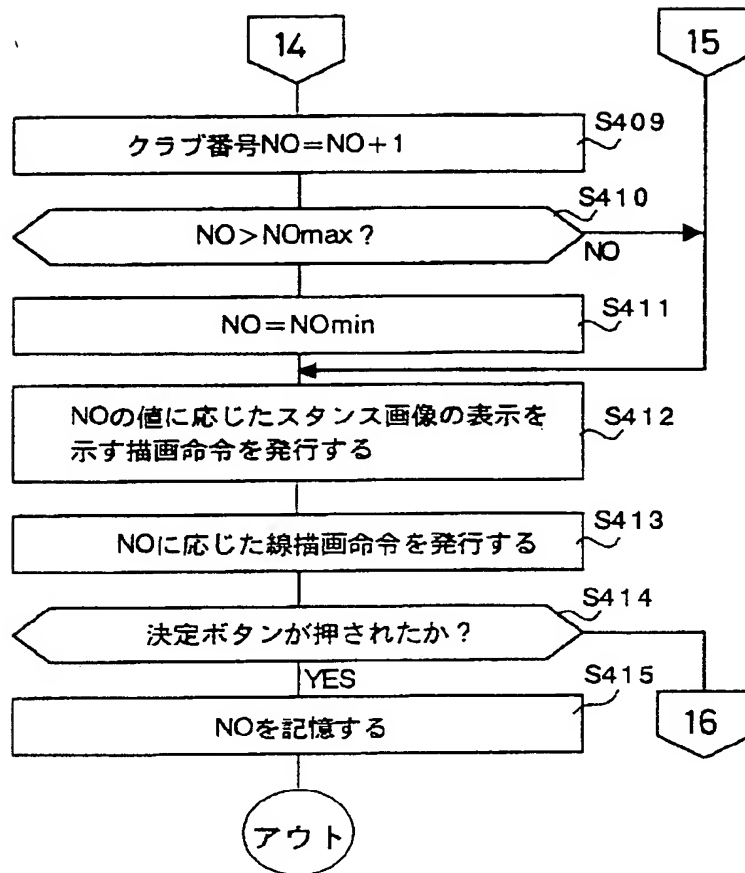 14
15
クラブ番号NO=NO+1
S409
NO>NOmax?
S410
NO
NO=NOmin
S411
NOの値に応じたスタンス画像の表示を
示す描画命令を発行する
S412
NOに応じた線描画命令を発行する
S413
決定ボタンが押されたか?
S414
YES
NOを記憶する
S415
16
アウト